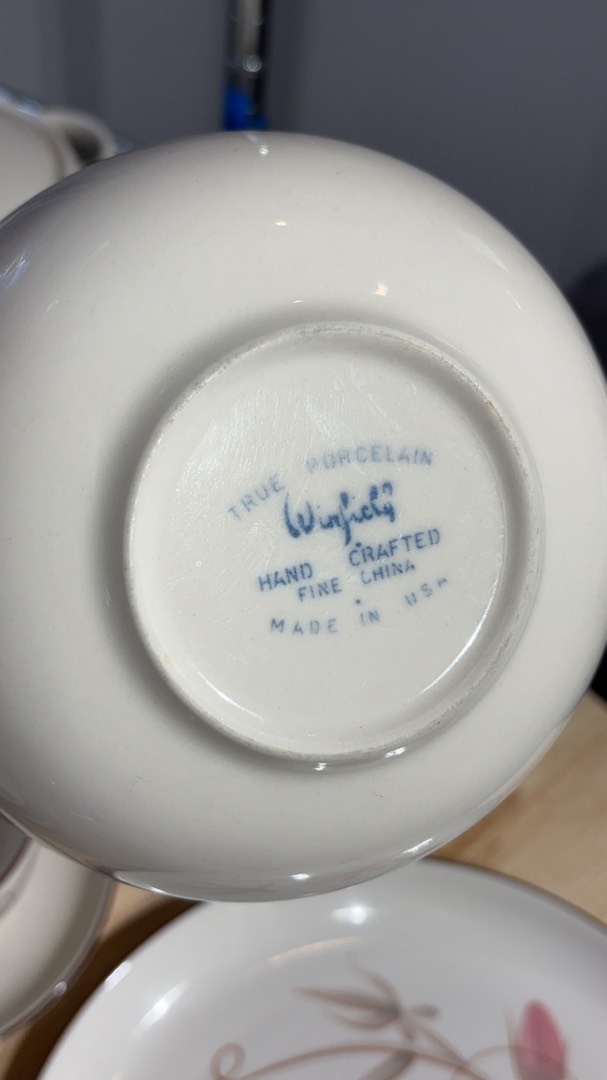 TRUE PORCELAIN
Winfield
HAND CRAFTED
FINE CHINA
MADE IN USA